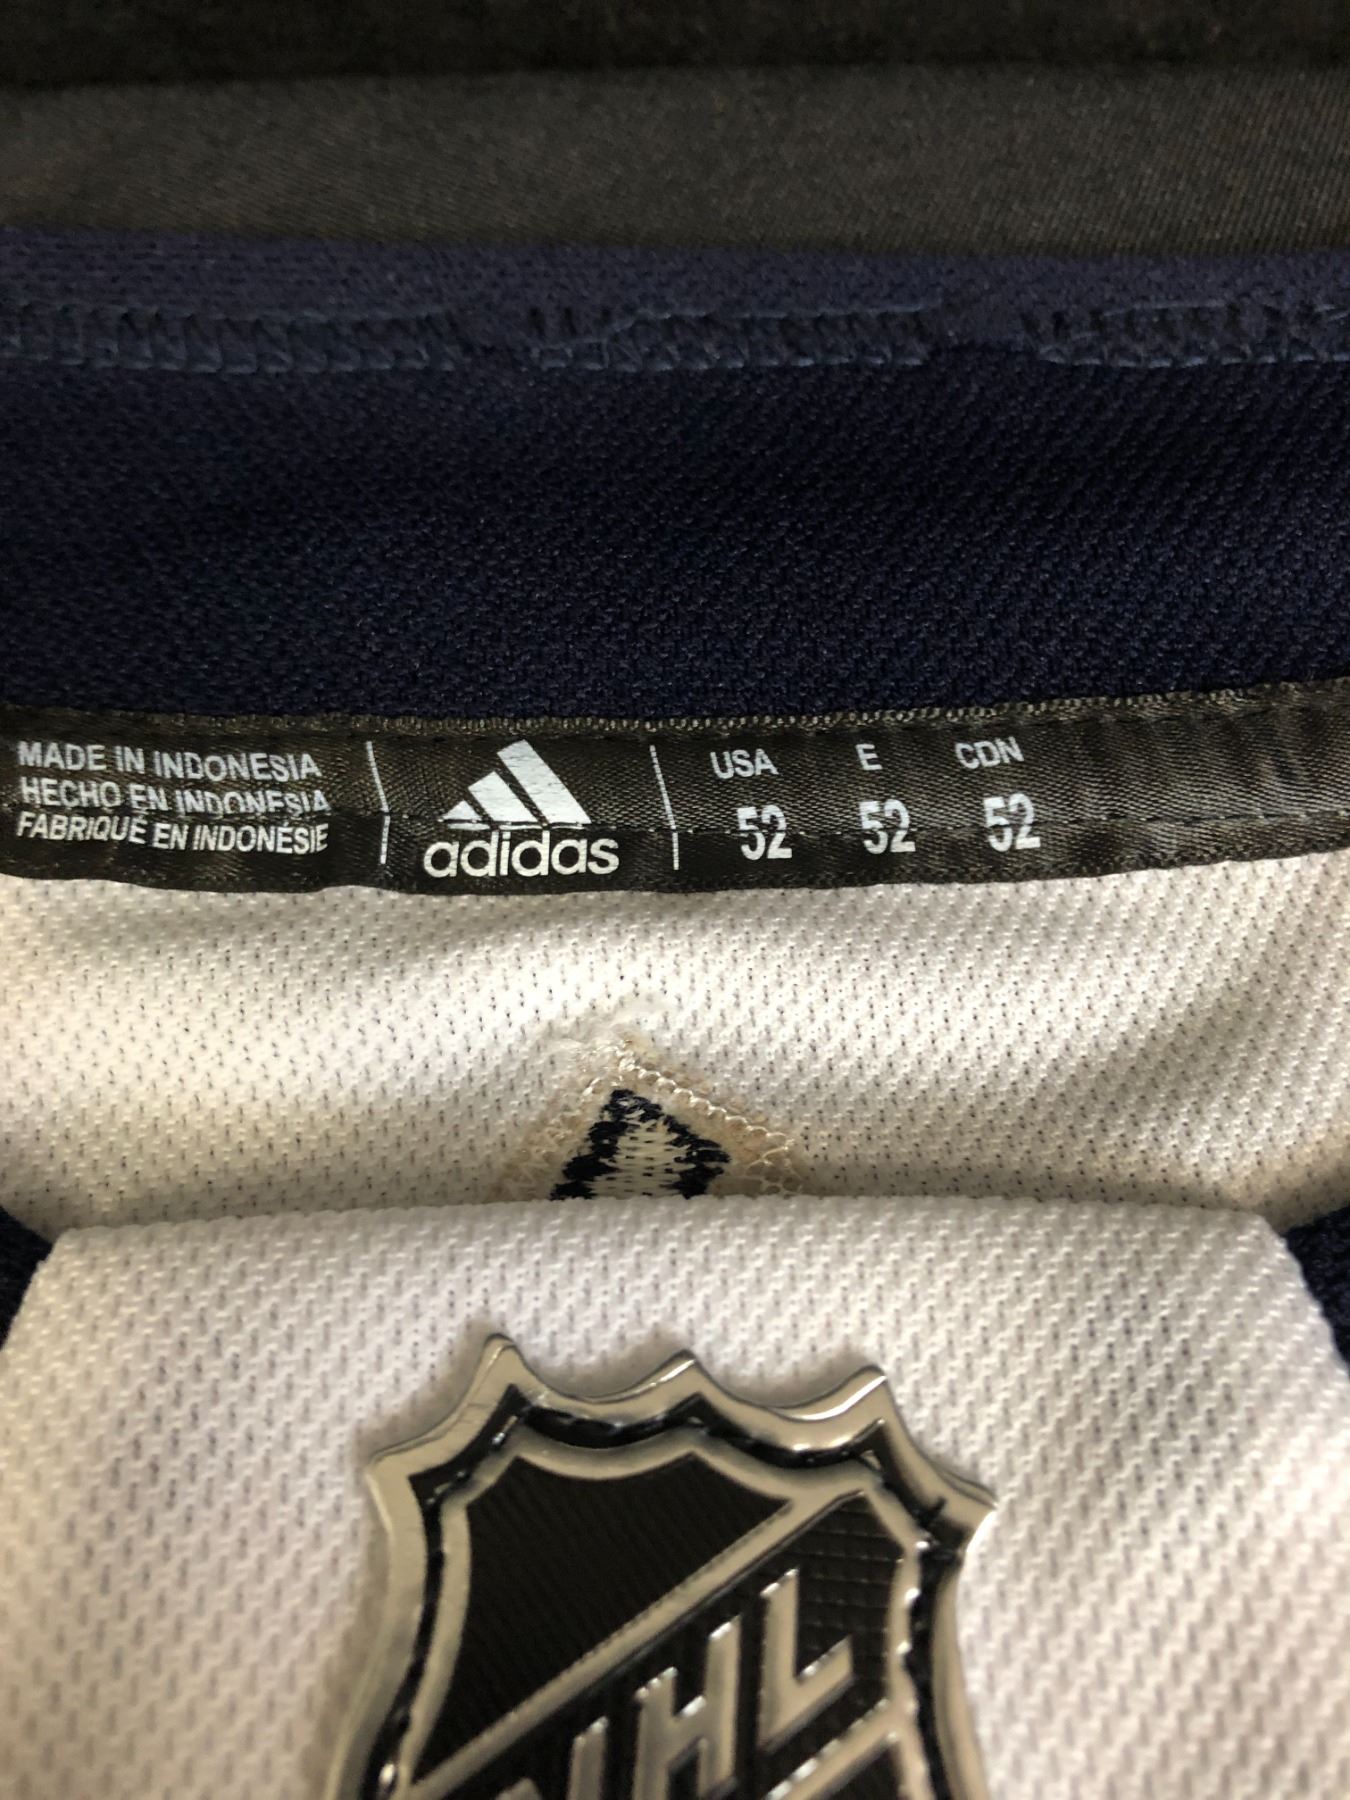 MADE IN INDONESIA
HECHO EN INDONESIA
FABRIQUÉ EN INDONÉSIE
adidas
USA E CDN
52 52 52
NHL